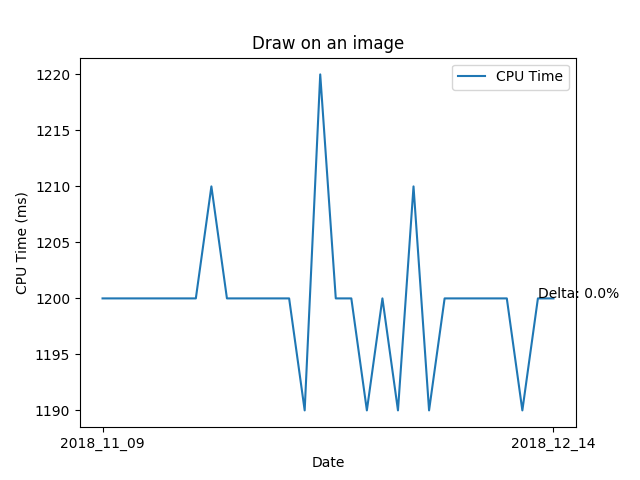 Draw on an image
CPU Time
1220
1215
1210
1205
1200
1195
1190
CPU Time (ms)
Delta: 0.0%
2018_11_09
2018_12_14
Date